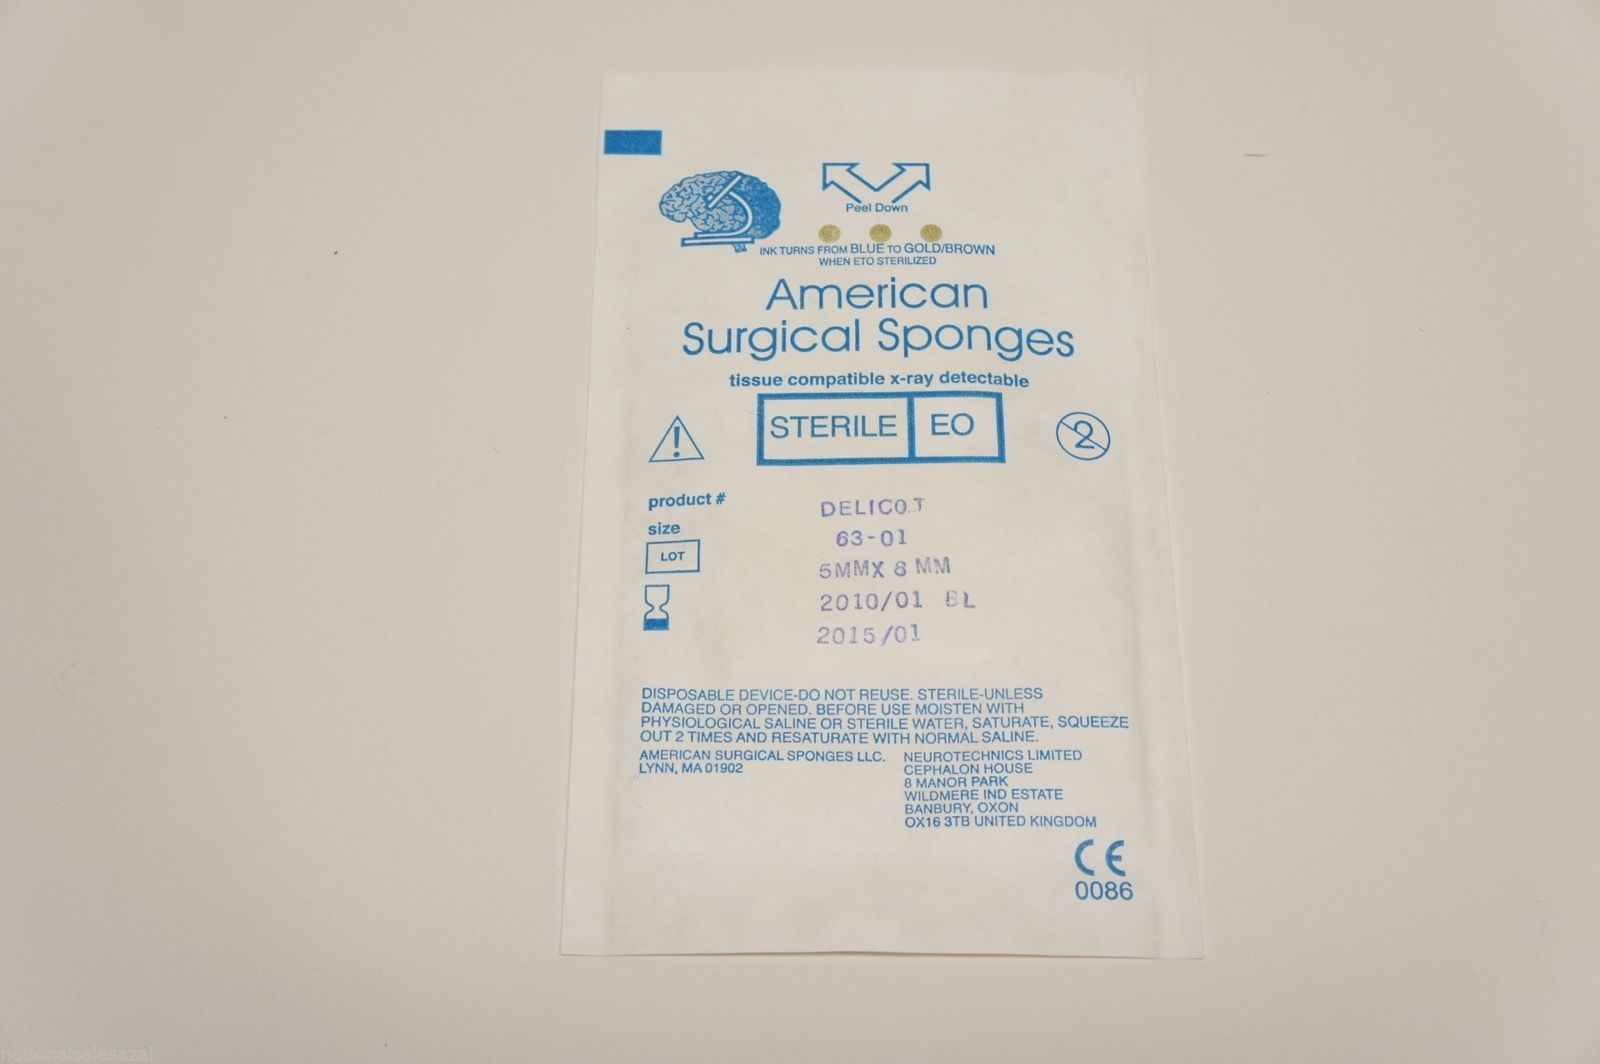 Peel Down
INK TURNS FROM BLUE TO GOLD/BROWN
WHEN ETO STERILIZED
American
Surgical Sponges
tissue compatible x-ray detectable
STERILE EO
2
product # DELICOT
size 63-01
LOT 5MMX 8 MM
2010/01 BL
2015/01
DISPOSABLE DEVICE-DO NOT REUSE. STERILE-UNLESS
DAMAGED OR OPENED. BEFORE USE MOISTEN WITH
PHYSIOLOGICAL SALINE OR STERILE WATER, SATURATE, SQUEEZE
OUT 2 TIMES AND RESATURATE WITH NORMAL SALINE.
AMERICAN SURGICAL SPONGES LLC.
LYNN, MA 01902
NEUROTECHNICS LIMITED
CEPHALON HOUSE
8 MANOR PARK
WILDMERE IND ESTATE
BANBURY, OXON
OX16 3TB UNITED KINGDOM
CE
0086
nationalsalesazal